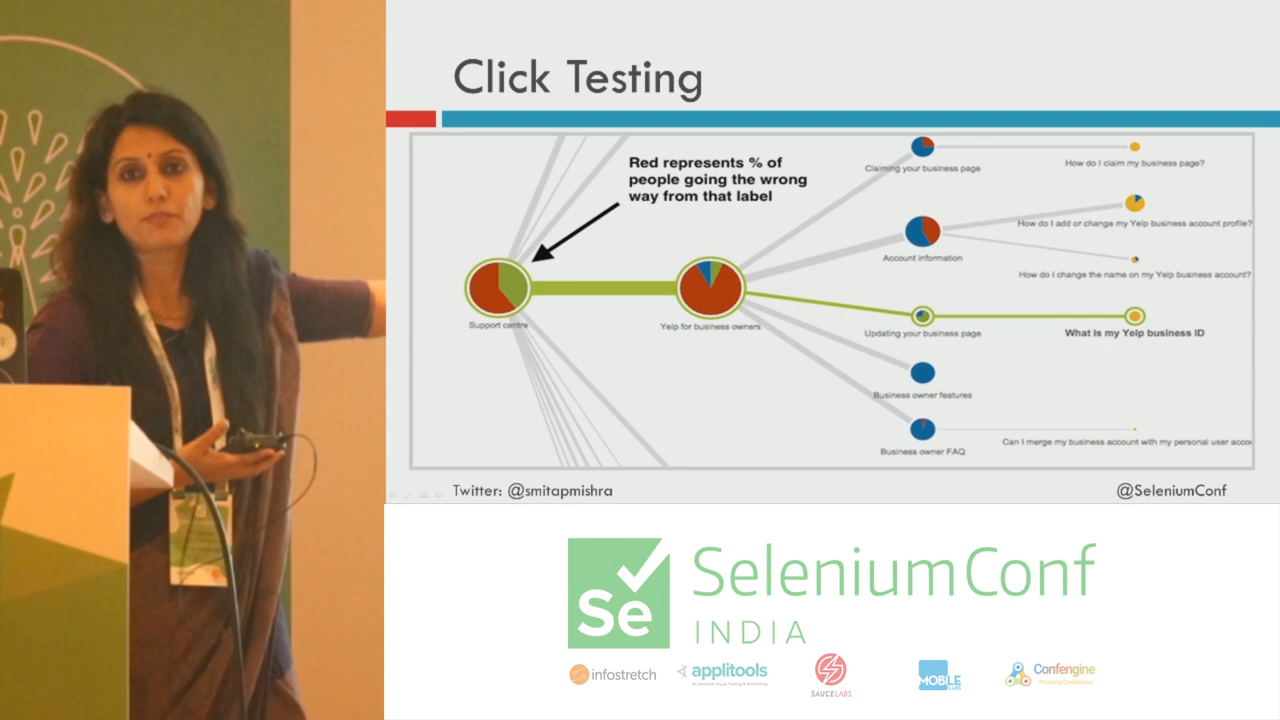 Click Testing
Red represents % of
people going the wrong
way from that label
Claiming your business page
How do I claim my business page?
How do I add or change my Yelp business account profile?
Account information
How do I change the name on my Yelp business account?
Support centre
Yelp for business owners
Updating your business page
What is my Yelp business ID
Business owner features
Business owner FAQ
Can I merge my business account with my personal user accou
Twitter: @smitapmishra
@SeleniumConf
Se
SeleniumConf
INDIA
infostretch
applitools
SAUCELABS
MOBILE
LABS
Confengine